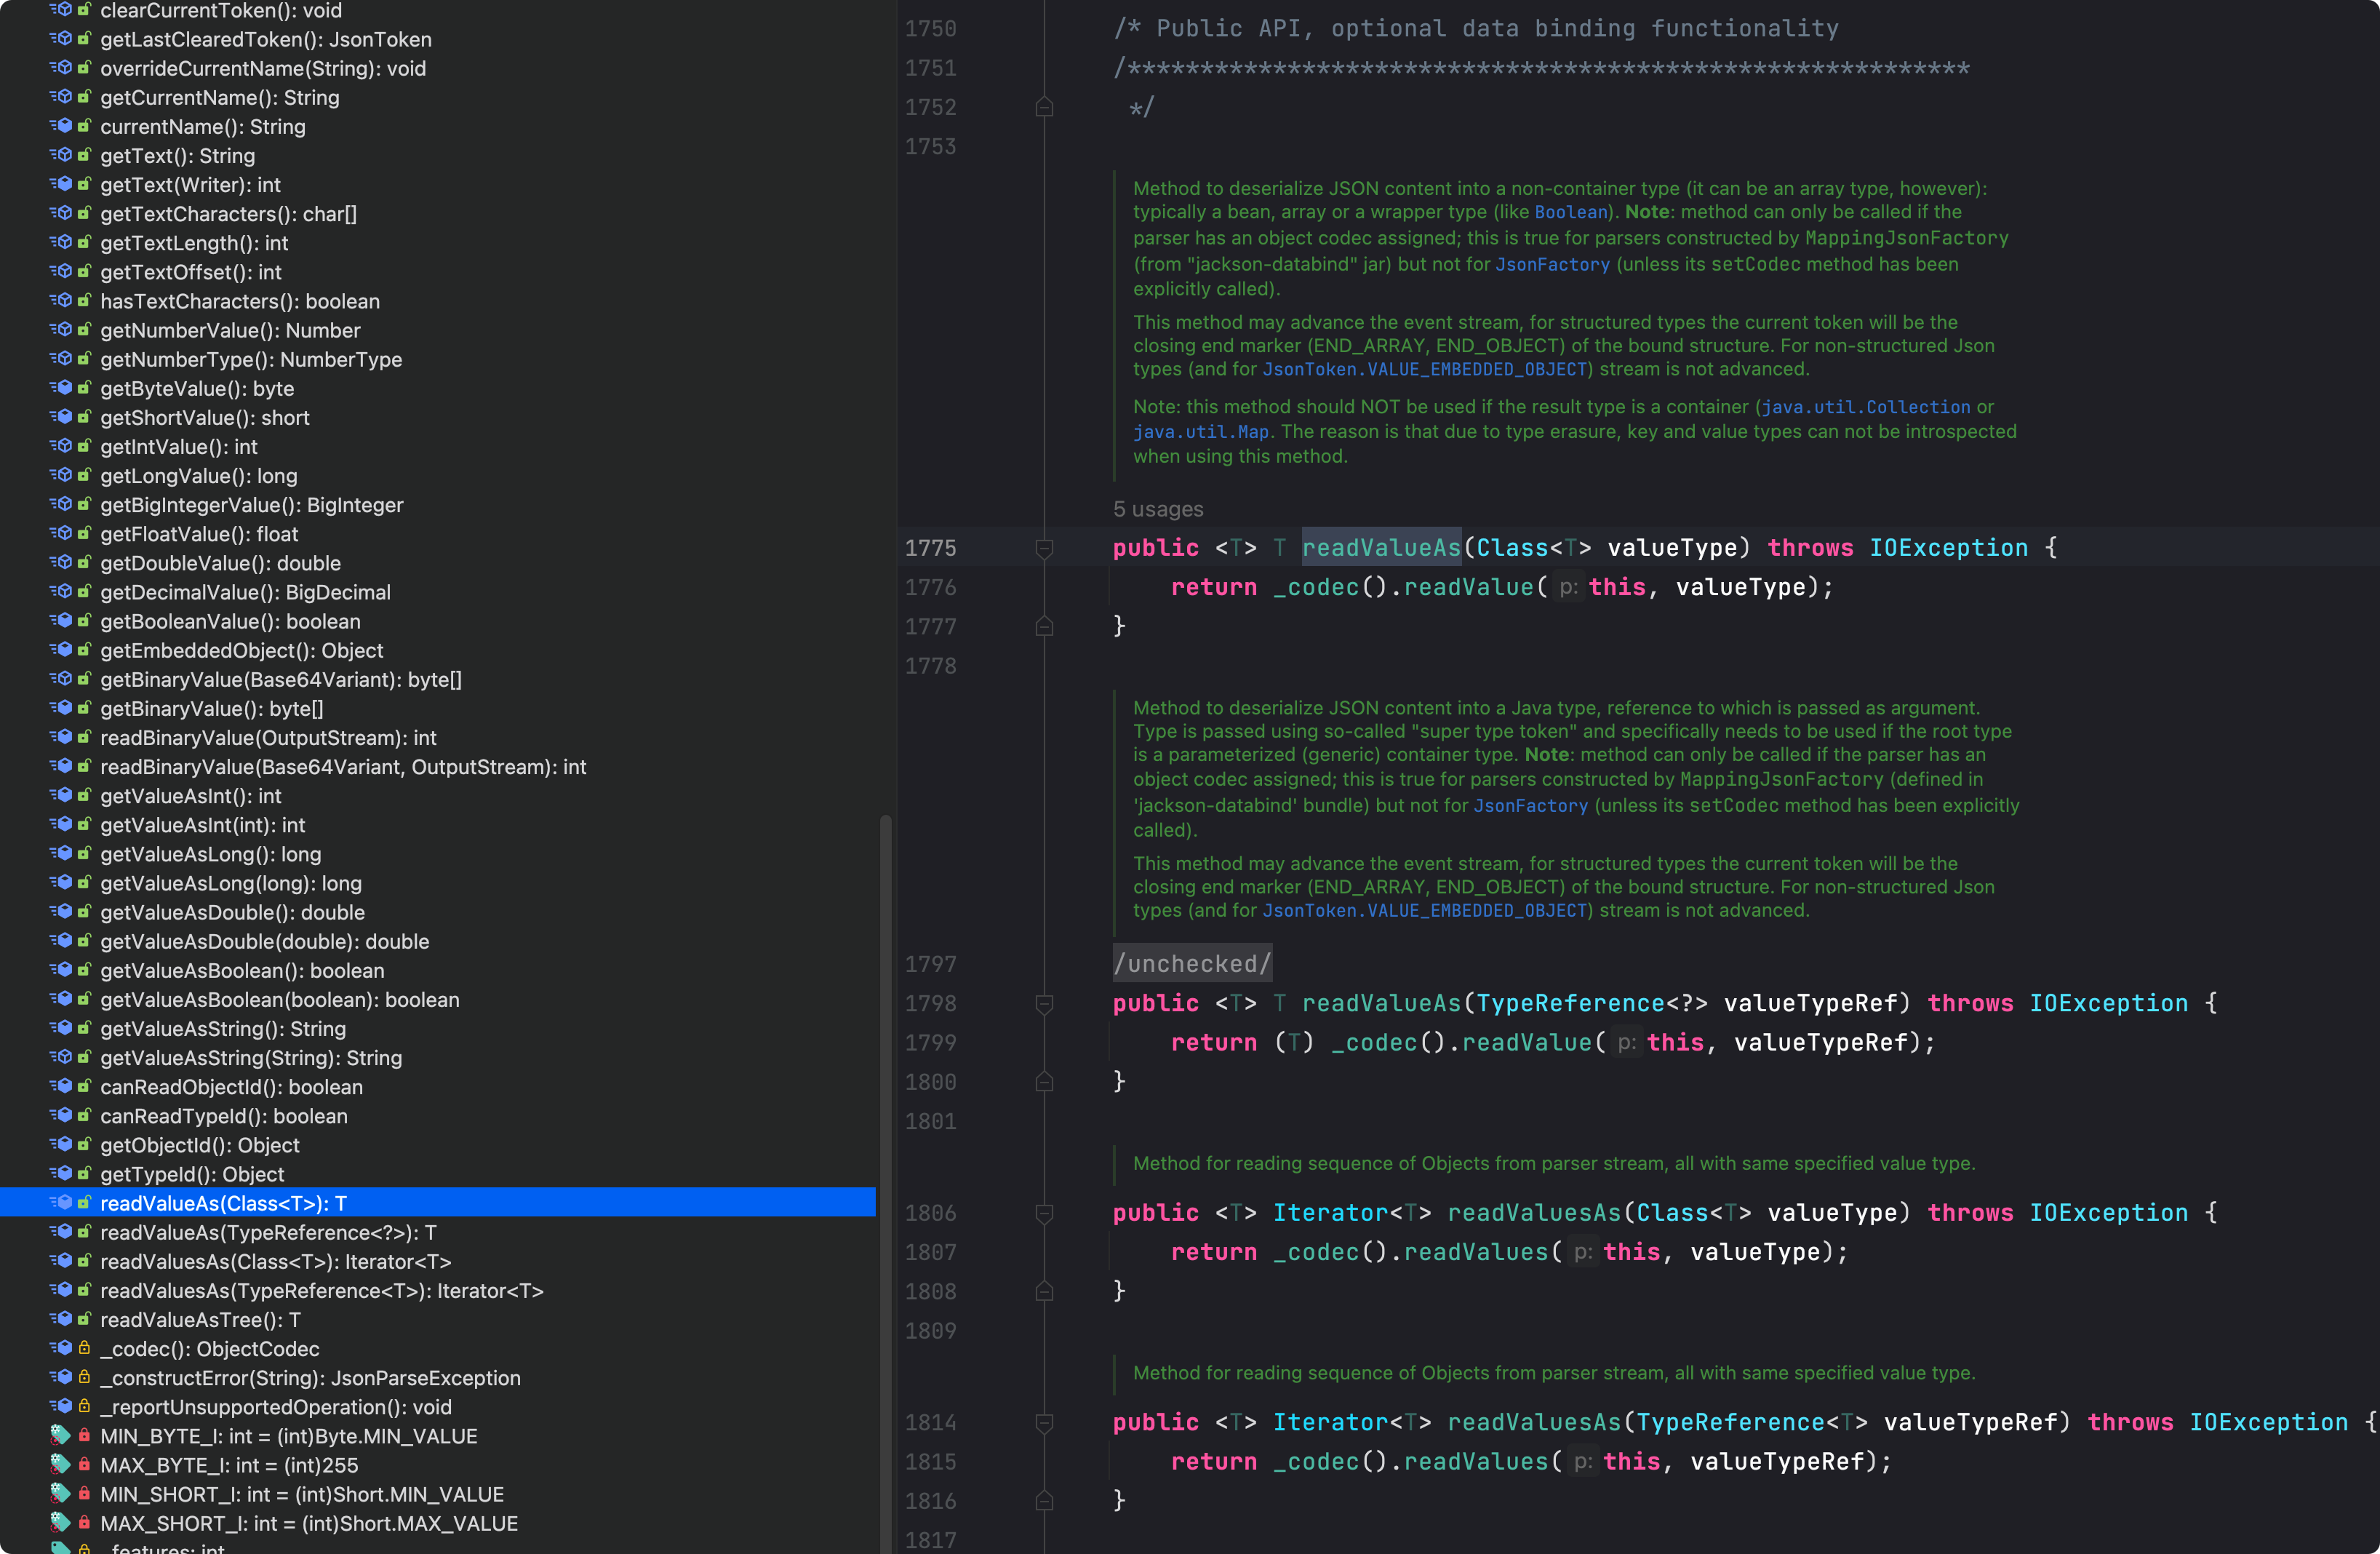 clearCurrentToken(): void
getLastClearedToken(): JsonToken
overrideCurrentName(String): void
getCurrentName(): String
currentName(): String
getText(): String
getText(Writer): int
getTextCharacters(): char[]
getTextLength(): int
getTextOffset(): int
hasTextCharacters(): boolean
getNumberValue(): Number
getNumberType(): NumberType
getByteValue(): byte
getShortValue(): short
getIntValue(): int
getLongValue(): long
getBigIntegerValue(): BigInteger
getFloatValue(): float
getDoubleValue(): double
getDecimalValue(): BigDecimal
getBooleanValue(): boolean
getEmbeddedObject(): Object
getBinaryValue(Base64Variant): byte[]
getBinaryValue(): byte[]
readBinaryValue(OutputStream): int
readBinaryValue(Base64Variant, OutputStream): int
getValueAsInt(): int
getValueAsInt(int): int
getValueAsLong(): long
getValueAsLong(long): long
getValueAsDouble(): double
getValueAsDouble(double): double
getValueAsBoolean(): boolean
getValueAsBoolean(boolean): boolean
getValueAsString(): String
getValueAsString(String): String
canReadObjectId(): boolean
canReadTypeId(): boolean
getObjectId(): Object
getTypeId(): Object
readValueAs(Class<T>): T
readValueAs(TypeReference<?>): T
readValuesAs(Class<T>): Iterator<T>
readValuesAs(TypeReference<T>): Iterator<T>
readValueAsTree(): T
_codec(): ObjectCodec
_constructError(String): JsonParseException
_reportUnsupportedOperation(): void
MIN_BYTE_I: int = (int)Byte.MIN_VALUE
MAX_BYTE_I: int = (int)255
MIN_SHORT_I: int = (int)Short.MIN_VALUE
MAX_SHORT_I: int = (int)Short.MAX_VALUE
_features: int
1750 /* Public API, optional data binding functionality
1751 /**********************************************************
1752 */
1753
Method to deserialize JSON content into a non-container type (it can be an array type, however):
typically a bean, array or a wrapper type (like Boolean). Note: method can only be called if the
parser has an object codec assigned; this is true for parsers constructed by MappingJsonFactory
(from "jackson-databind" jar) but not for JsonFactory (unless its setCodec method has been
explicitly called).
This method may advance the event stream, for structured types the current token will be the
closing end marker (END_ARRAY, END_OBJECT) of the bound structure. For non-structured Json
types (and for JsonToken.VALUE_EMBEDDED_OBJECT) stream is not advanced.
Note: this method should NOT be used if the result type is a container (java.util.Collection or
java.util.Map. The reason is that due to type erasure, key and value types can not be introspected
when using this method.
5 usages
1775 public <T> T readValueAs(Class<T> valueType) throws IOException {
1776 return _codec().readValue( p: this, valueType);
1777 }
1778
Method to deserialize JSON content into a Java type, reference to which is passed as argument.
Type is passed using so-called "super type token" and specifically needs to be used if the root type
is a parameterized (generic) container type. Note: method can only be called if the parser has an
object codec assigned; this is true for parsers constructed by MappingJsonFactory (defined in
'jackson-databind' bundle) but not for JsonFactory (unless its setCodec method has been explicitly
called).
This method may advance the event stream, for structured types the current token will be the
closing end marker (END_ARRAY, END_OBJECT) of the bound structure. For non-structured Json
types (and for JsonToken.VALUE_EMBEDDED_OBJECT) stream is not advanced.
1797 /unchecked/
1798 public <T> T readValueAs(TypeReference<?> valueTypeRef) throws IOException {
1799 return (T) _codec().readValue( p: this, valueTypeRef);
1800 }
1801
Method for reading sequence of Objects from parser stream, all with same specified value type.
1806 public <T> Iterator<T> readValuesAs(Class<T> valueType) throws IOException {
1807 return _codec().readValues( p: this, valueType);
1808 }
1809
Method for reading sequence of Objects from parser stream, all with same specified value type.
1814 public <T> Iterator<T> readValuesAs(TypeReference<T> valueTypeRef) throws IOException {
1815 return _codec().readValues( p: this, valueTypeRef);
1816 }
1817